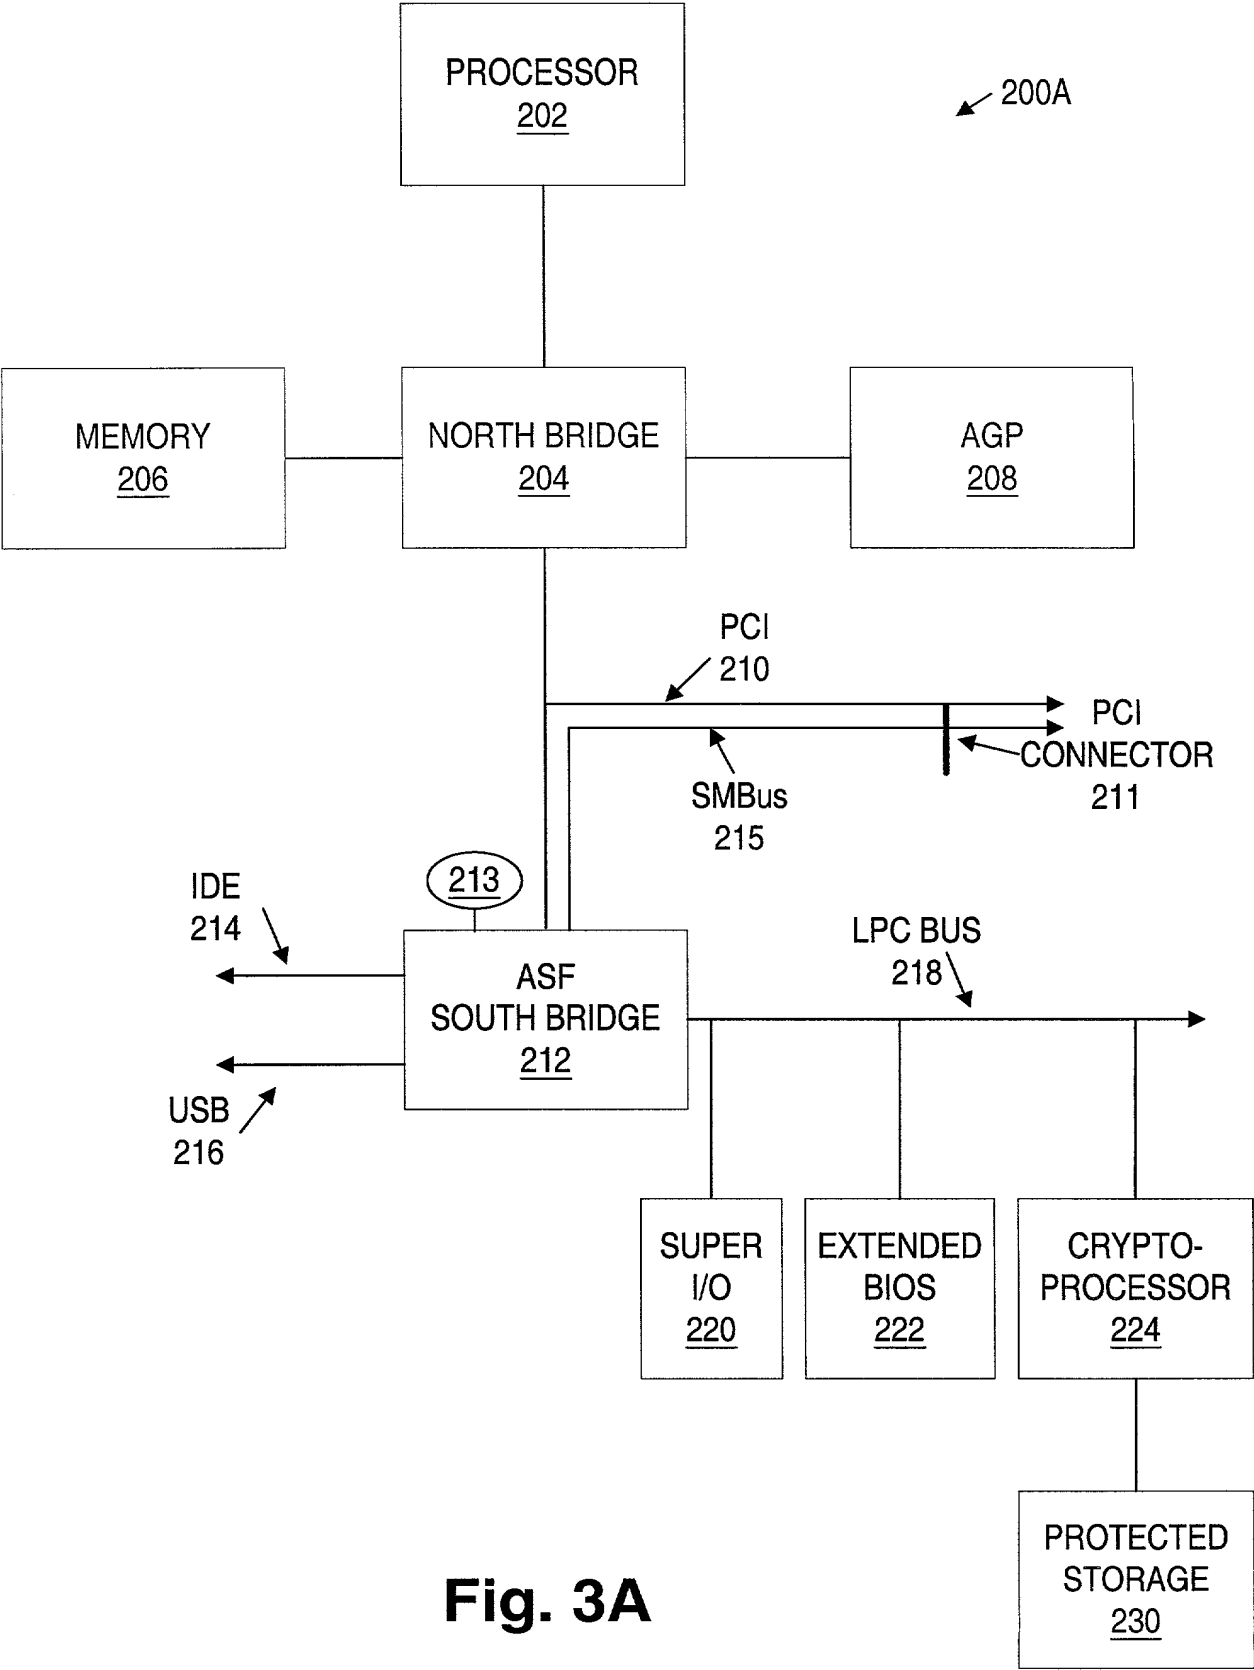 PROCESSOR
202
200A
MEMORY
206
NORTH BRIDGE
204
AGP
208
PCI
210
PCI
CONNECTOR
211
SMBus
215
213
IDE
214
ASF
SOUTH BRIDGE
212
LPC BUS
218
USB
216
SUPER
I/O
220
EXTENDED
BIOS
222
CRYPTO-
PROCESSOR
224
PROTECTED
STORAGE
230
Fig. 3A